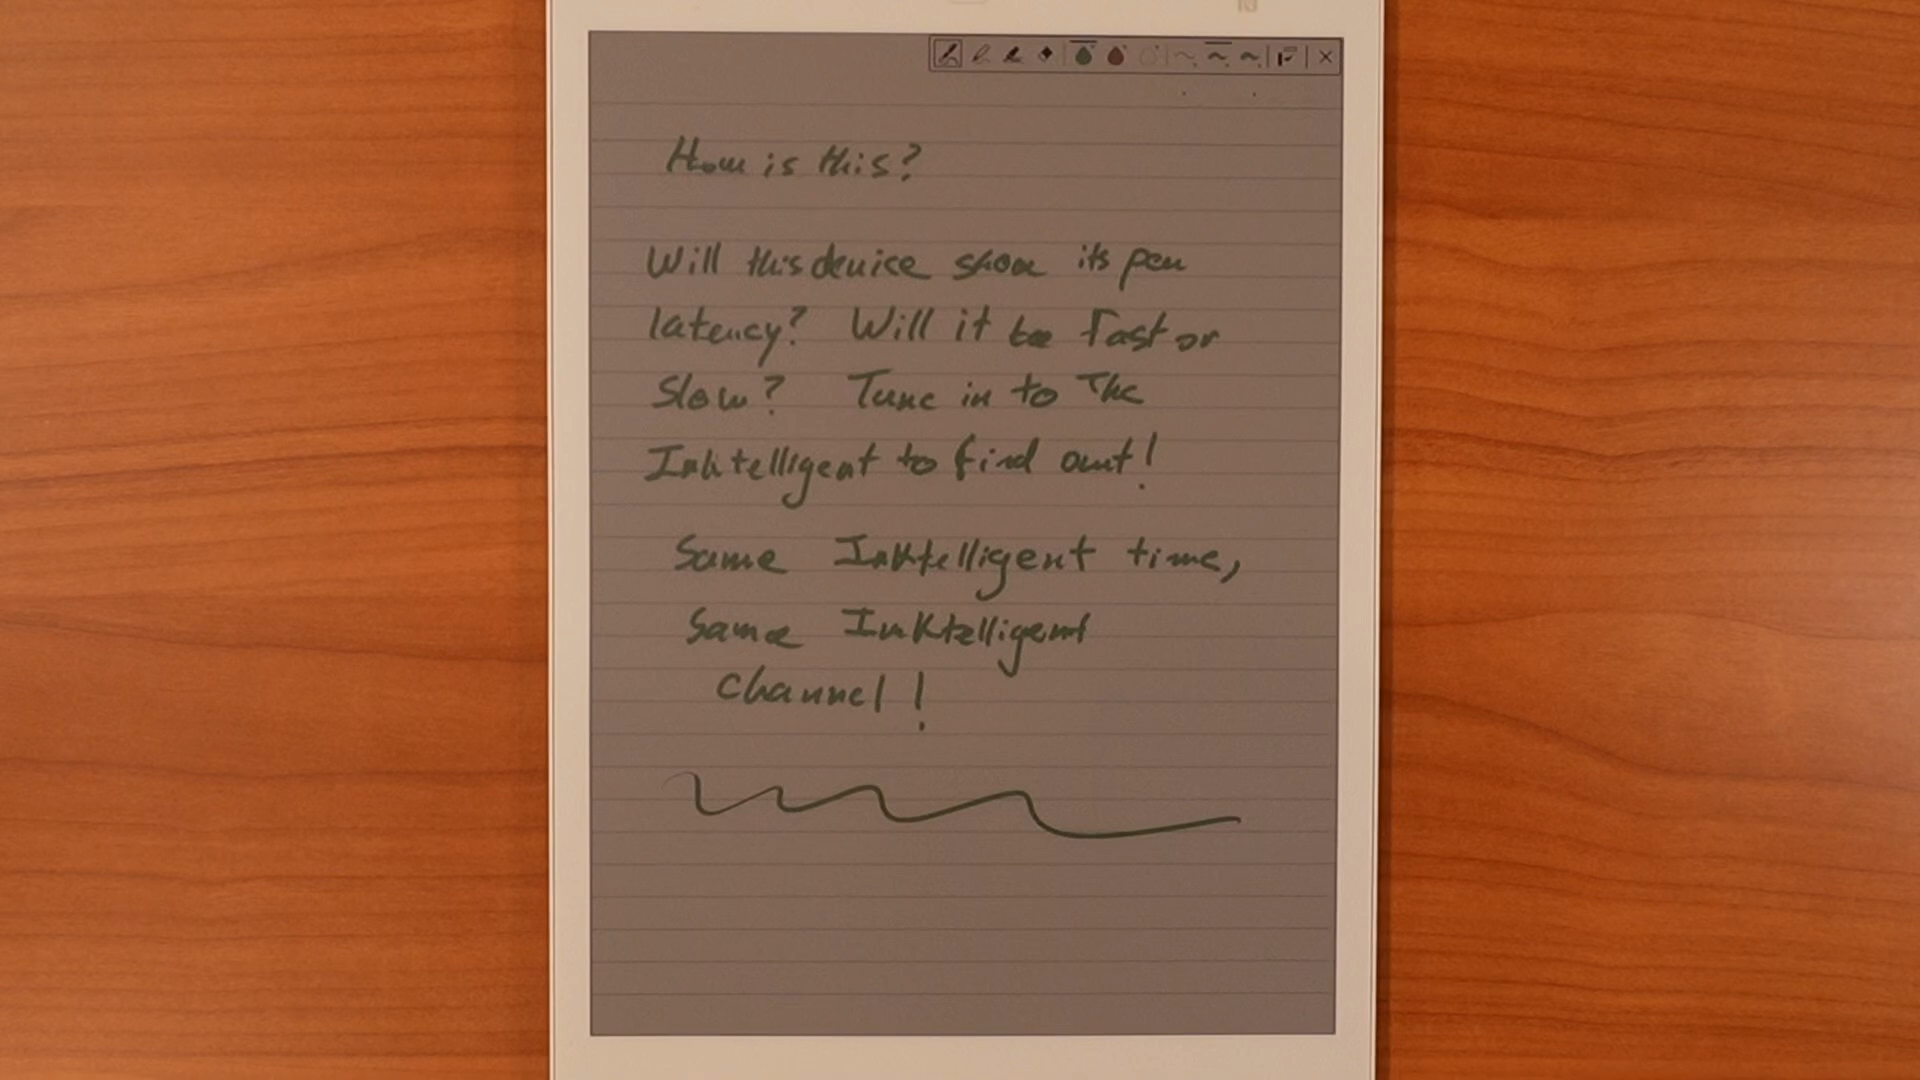 How is this?
Will this device show its pen
latency? Will it be fast or
slow? Tune in to The
Inktelligent to find out!
Same Inktelligent time,
Same Inktelligent
channel!